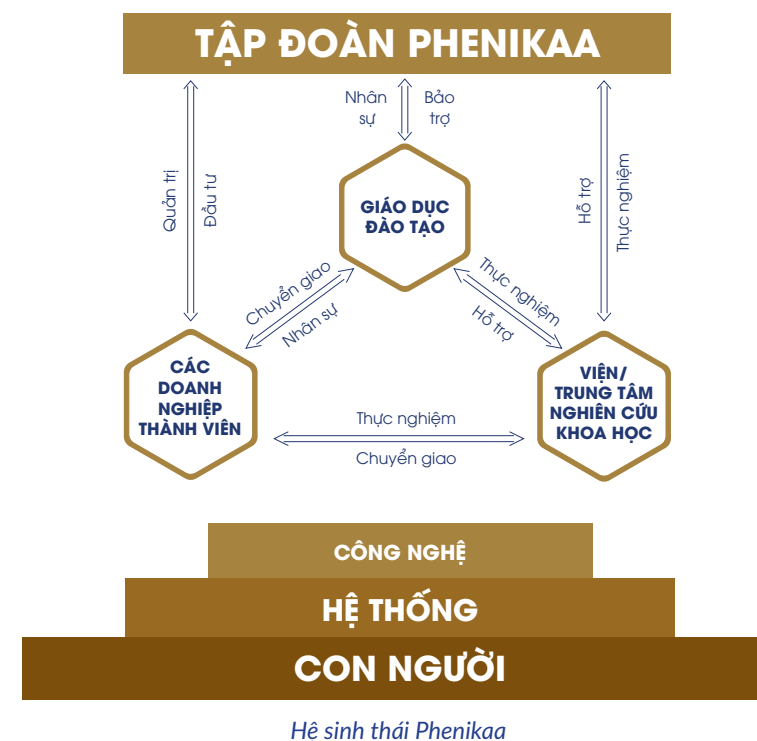 TẬP ĐOÀN PHENIKAA
Nhân
sự
Bảo
trợ
Quản trị
Đầu tư
Hỗ trợ
Thực nghiệm
GIÁO DỤC
ĐÀO TẠO
Chuyển giao
Nhân sự
Thực nghiệm
Hỗ trợ
CÁC
DOANH
NGHIỆP
THÀNH VIÊN
Thực nghiệm
Chuyển giao
VIỆN/
TRUNG TÂM
NGHIÊN CỨU
KHOA HỌC
CÔNG NGHỆ
HỆ THỐNG
CON NGƯỜI
Hê sinh thái Phenikaa